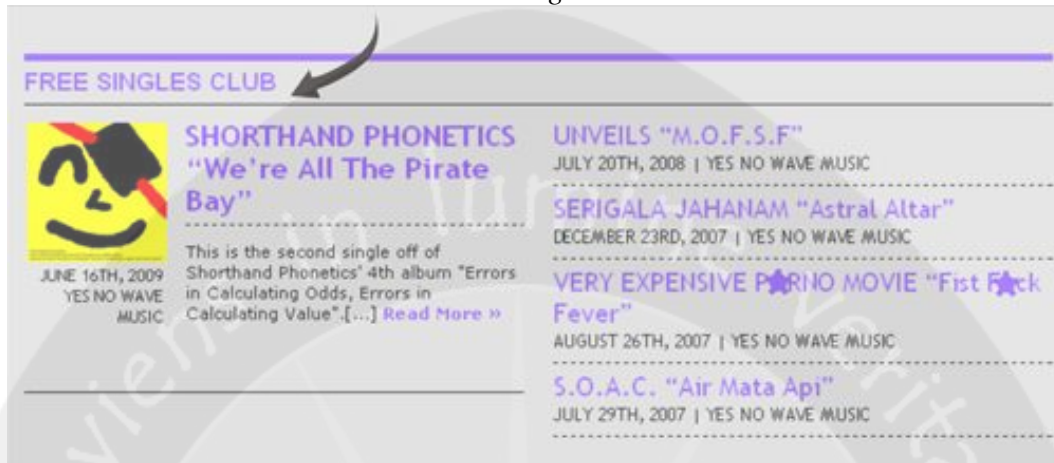 FREE SINGLES CLUB
SHORTHAND PHONETICS
“We're All The Pirate
Bay”
This is the second single off of
Shorthand Phonetics' 4th album "Errors
in Calculating Odds, Errors in
Calculating Value".[...] Read More »
JUNE 16TH, 2009
YES NO WAVE
MUSIC
UNVEILS “M.O.F.S.F”
JULY 20TH, 2008 | YES NO WAVE MUSIC
SERIGALA JAHANAM “Astral Altar”
DECEMBER 23RD, 2007 | YES NO WAVE MUSIC
VERY EXPENSIVE P★RNO MOVIE “Fist F★ck
Fever”
AUGUST 26TH, 2007 | YES NO WAVE MUSIC
S.O.A.C. “Air Mata Api”
JULY 29TH, 2007 | YES NO WAVE MUSIC
in lumine